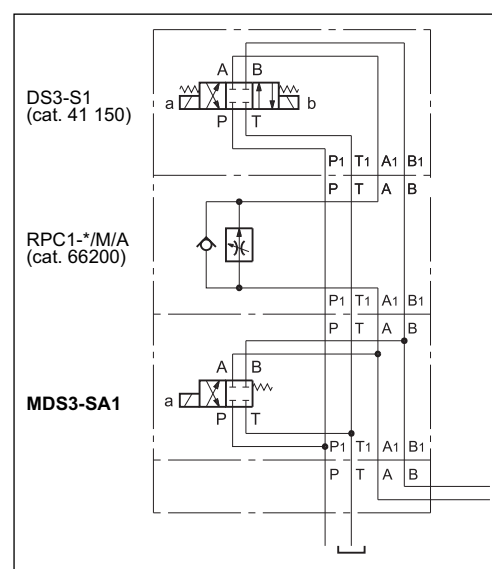 A B
DS3-S1
(cat. 41 150)
a b
P T
P1 T1 A1 B1
P T A B
RPC1-*/M/A
(cat. 66200)
P1 T1 A1 B1
P T A B
A B
MDS3-SA1
a
P T
P1 T1 A1 B1
P T A B